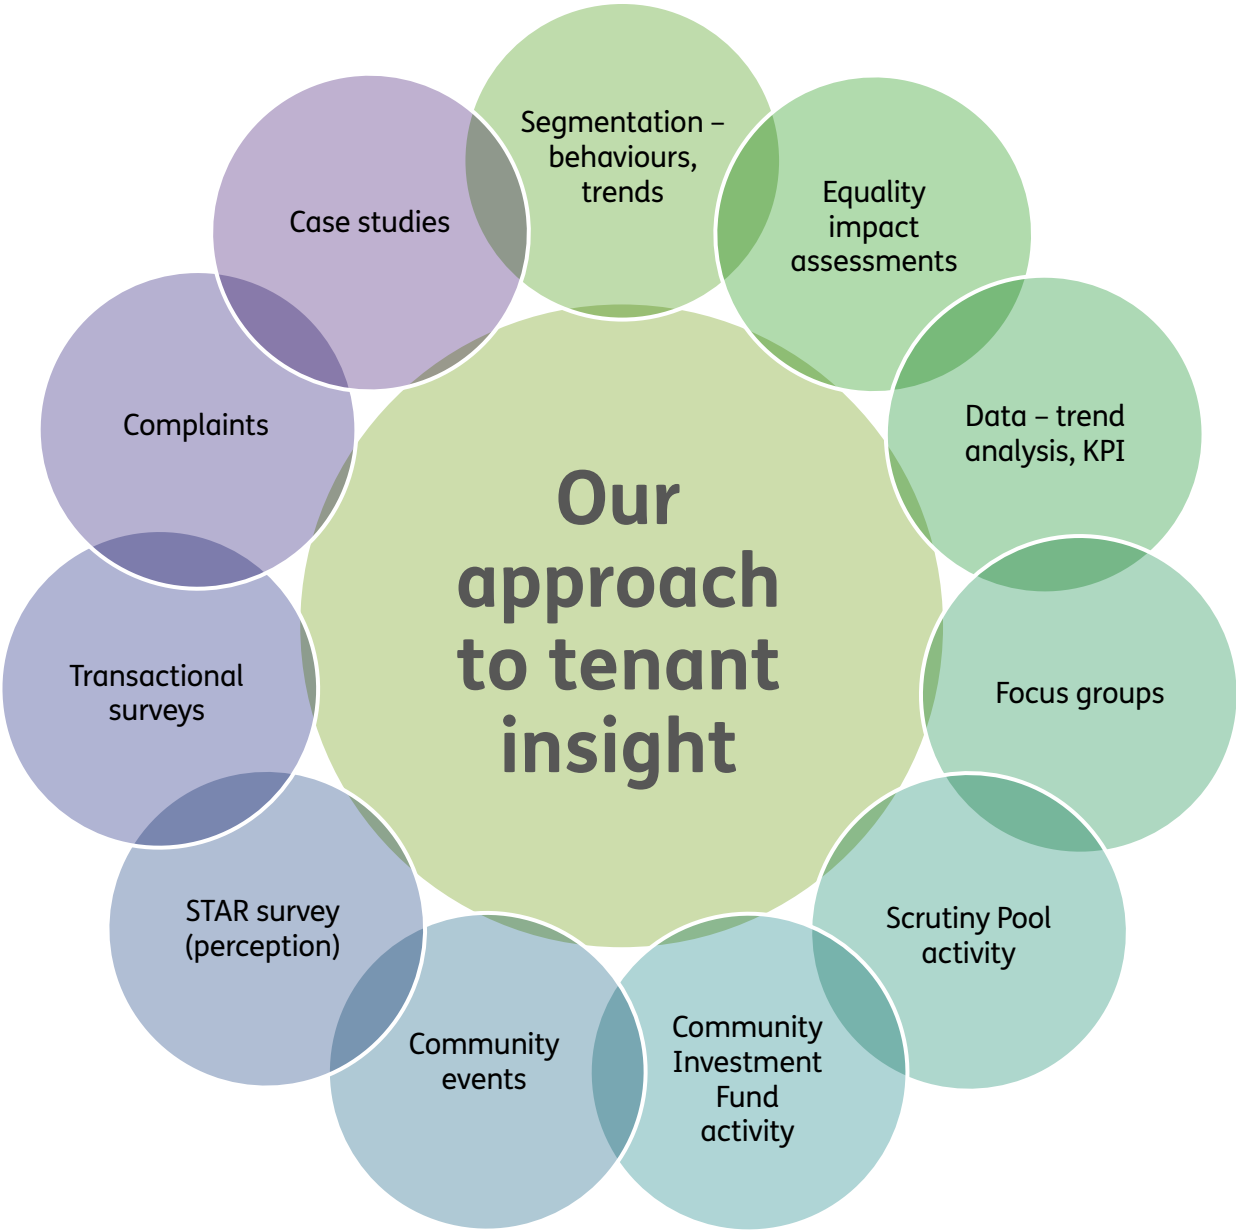 Segmentation –
behaviours,
trends
Equality
impact
assessments
Data – trend
analysis, KPI
Focus groups
Scrutiny Pool
activity
Community
Investment
Fund
activity
Community
events
STAR survey
(perception)
Transactional
surveys
Complaints
Case studies
Our
approach
to tenant
insight